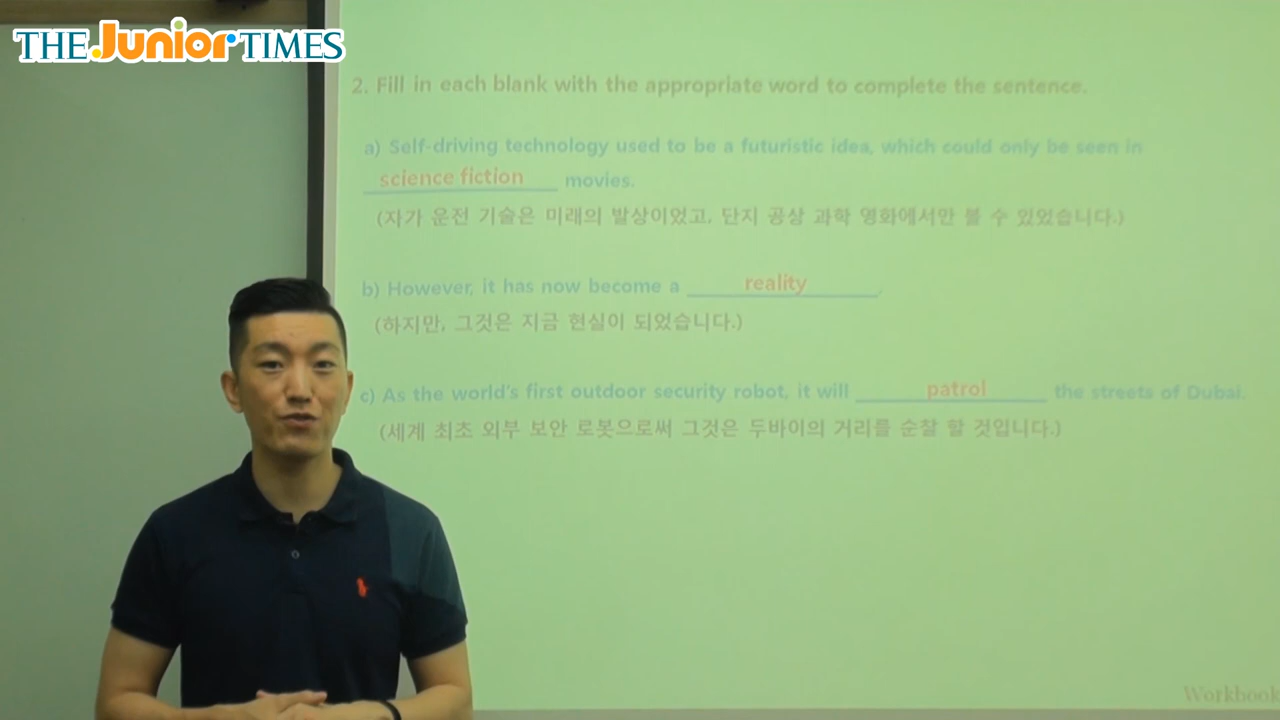 THE Junior TIMES
2. Fill in each blank with the appropriate word to complete the sentence.
a) Self-driving technology used to be a futuristic idea, which could only be seen in
science fiction movies.
(자가 운전 기술은 미래의 발상이었고, 단지 공상 과학 영화에서만 볼 수 있었습니다.)
b) However, it has now become a reality.
(하지만, 그것은 지금 현실이 되었습니다.)
c) As the world's first outdoor security robot, it will patrol the streets of Dubai.
(세계 최초 외부 보안 로봇으로써 그것은 두바이의 거리를 순찰 할 것입니다.)
Workbook